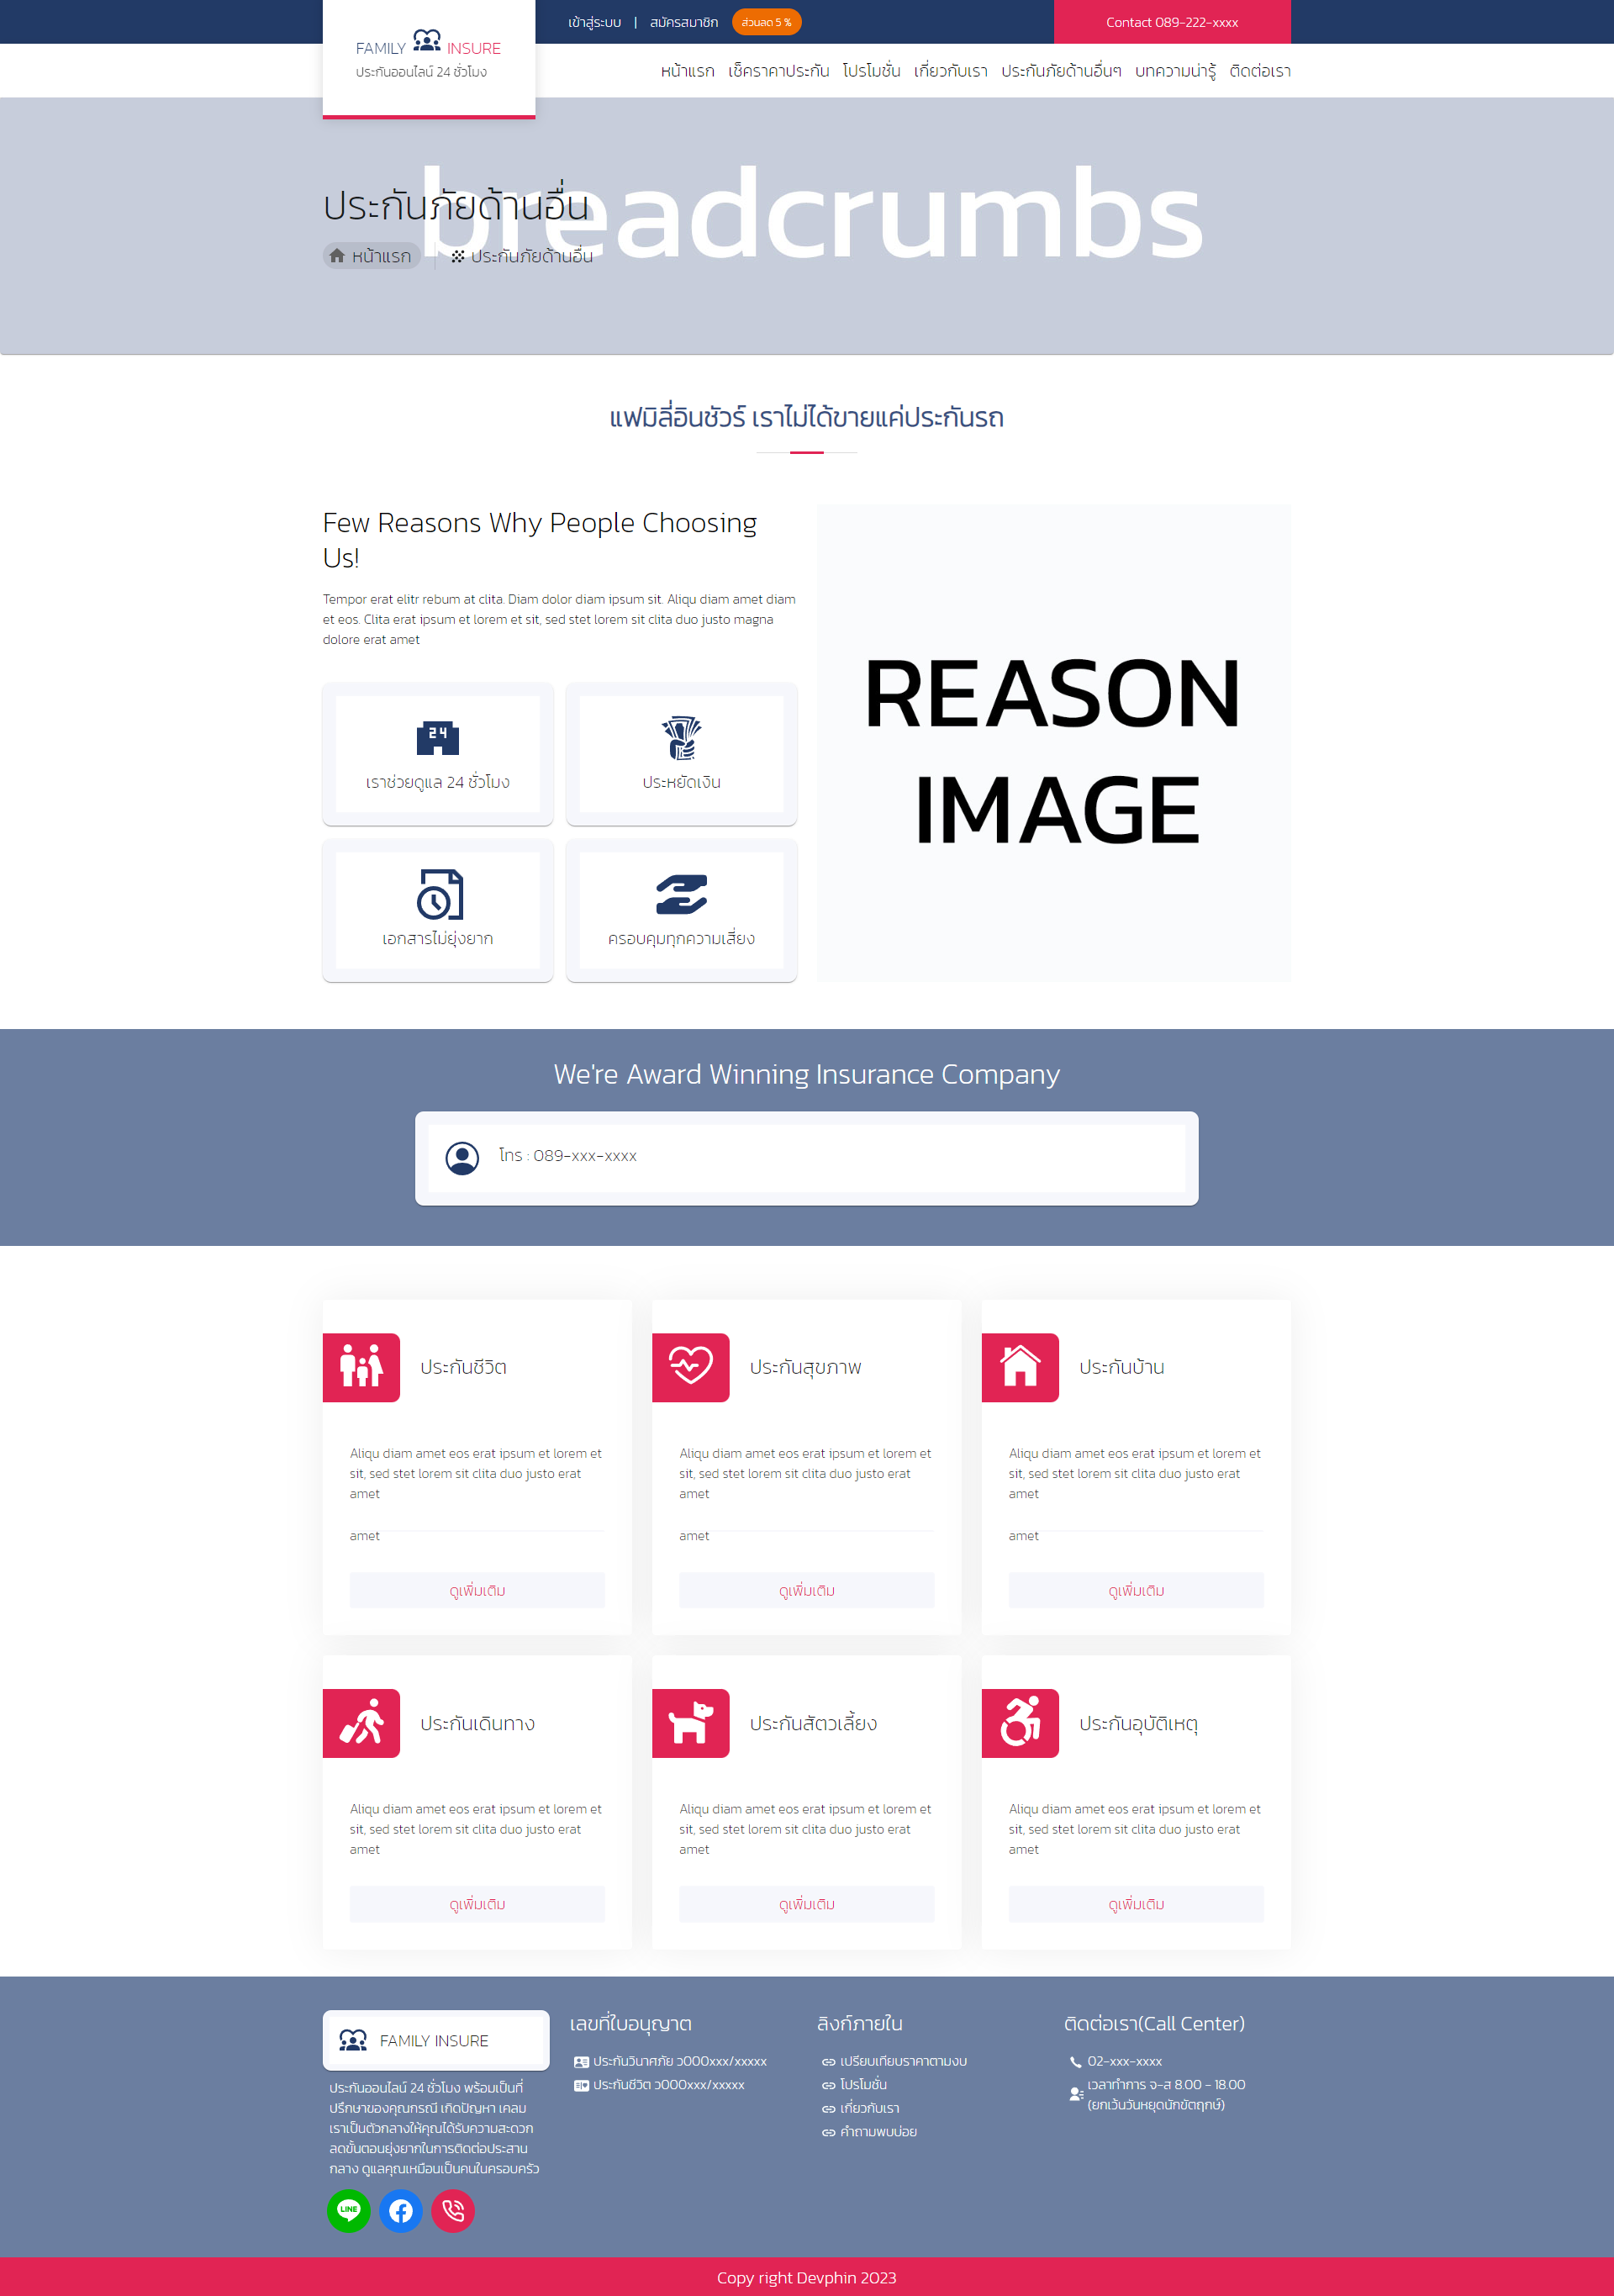 เข้าสู่ระบบ | สมัครสมาชิก ส่วนลด 5 % Contact 089-222-xxxx
FAMILY INSURE
ประกันออนไลน์ 24 ชั่วโมง
หน้าแรก เช็คราคาประกัน โปรโมชั่น เกี่ยวกับเรา ประกันภัยด้านอื่นๆ บทความน่ารู้ ติดต่อเรา
breadcrumbs
ประกันภัยด้านอื่น
หน้าแรก ประกันภัยด้านอื่น
แฟมิลี่อินชัวร์ เราไม่ได้ขายแค่ประกันรถ
Few Reasons Why People Choosing
Us!
Tempor erat elitr rebum at clita. Diam dolor diam ipsum sit. Aliqu diam amet diam
et eos. Clita erat ipsum et lorem et sit, sed stet lorem sit clita duo justo magna
dolore erat amet
24
เราช่วยดูแล 24 ชั่วโมง
ประหยัดเงิน
เอกสารไม่ยุ่งยาก
ครอบคุมทุกความเสี่ยง
REASON
IMAGE
We're Award Winning Insurance Company
โทร : 089-xxx-xxxx
ประกันชีวิต
Aliqu diam amet eos erat ipsum et lorem et
sit, sed stet lorem sit clita duo justo erat
amet
amet
ดูเพิ่มเติม
ประกันสุขภาพ
Aliqu diam amet eos erat ipsum et lorem et
sit, sed stet lorem sit clita duo justo erat
amet
amet
ดูเพิ่มเติม
ประกันบ้าน
Aliqu diam amet eos erat ipsum et lorem et
sit, sed stet lorem sit clita duo justo erat
amet
amet
ดูเพิ่มเติม
ประกันเดินทาง
Aliqu diam amet eos erat ipsum et lorem et
sit, sed stet lorem sit clita duo justo erat
amet
ดูเพิ่มเติม
ประกันสัตวเลี้ยง
Aliqu diam amet eos erat ipsum et lorem et
sit, sed stet lorem sit clita duo justo erat
amet
ดูเพิ่มเติม
ประกันอุบัติเหตุ
Aliqu diam amet eos erat ipsum et lorem et
sit, sed stet lorem sit clita duo justo erat
amet
ดูเพิ่มเติม
FAMILY INSURE
ประกันออนไลน์ 24 ชั่วโมง พร้อมเป็นที่
ปรึกษาของคุณกรณี เกิดปัญหา เคลม
เราเป็นตัวกลางให้คุณได้รับความสะดวก
ลดขั้นตอนยุ่งยากในการติดต่อประสาน
กลาง ดูแลคุณเหมือนเป็นคนในครอบครัว
LINE
เลขที่ใบอนุญาต
ประกันวินาศภัย ว000xxx/xxxxx
ประกันชีวิต ว000xxx/xxxxx
ลิงก์ภายใน
เปรียบเทียบราคาตามงบ
โปรโมชั่น
เกี่ยวกับเรา
คำถามพบบ่อย
ติดต่อเรา(Call Center)
02-xxx-xxxx
เวลาทำการ จ-ส 8.00 - 18.00
(ยกเว้นวันหยุดนักขัตฤกษ์)
Copy right Devphin 2023